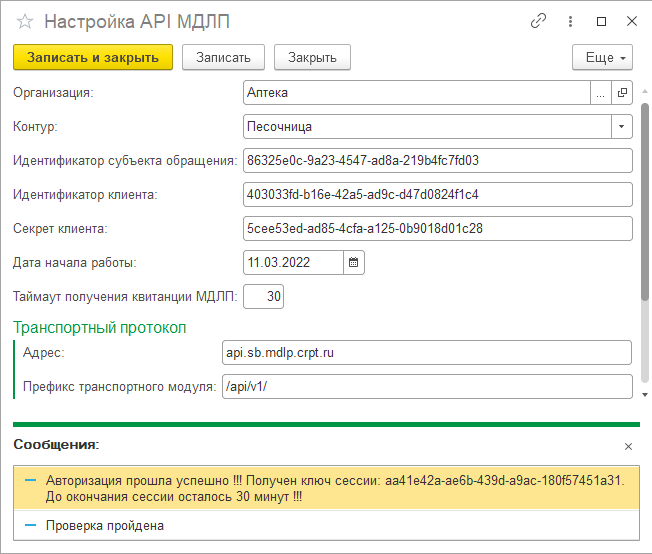 Настройка API МДЛП
Записать и закрыть Записать Закрыть Еще
Организация: Аптека ...
Контур: Песочница
Идентификатор субъекта обращения: 86325e0c-9a23-4547-ad8a-219b4fc7fd03
Идентификатор клиента: 403033fd-b16e-42a5-ad9c-d47d0824f1c4
Секрет клиента: 5cee53ed-ad85-4cfa-a125-0b9018d01c28
Дата начала работы: 11.03.2022
Таймаут получения квитанции МДЛП: 30
Транспортный протокол
Адрес: api.sb.mdlp.crpt.ru
Префикс транспортного модуля: /api/v1/
Сообщения:
Авторизация прошла успешно !!! Получен ключ сессии: aa41e42a-ae6b-439d-a9ac-180f57451a31.
До окончания сессии осталось 30 минут !!!
Проверка пройдена